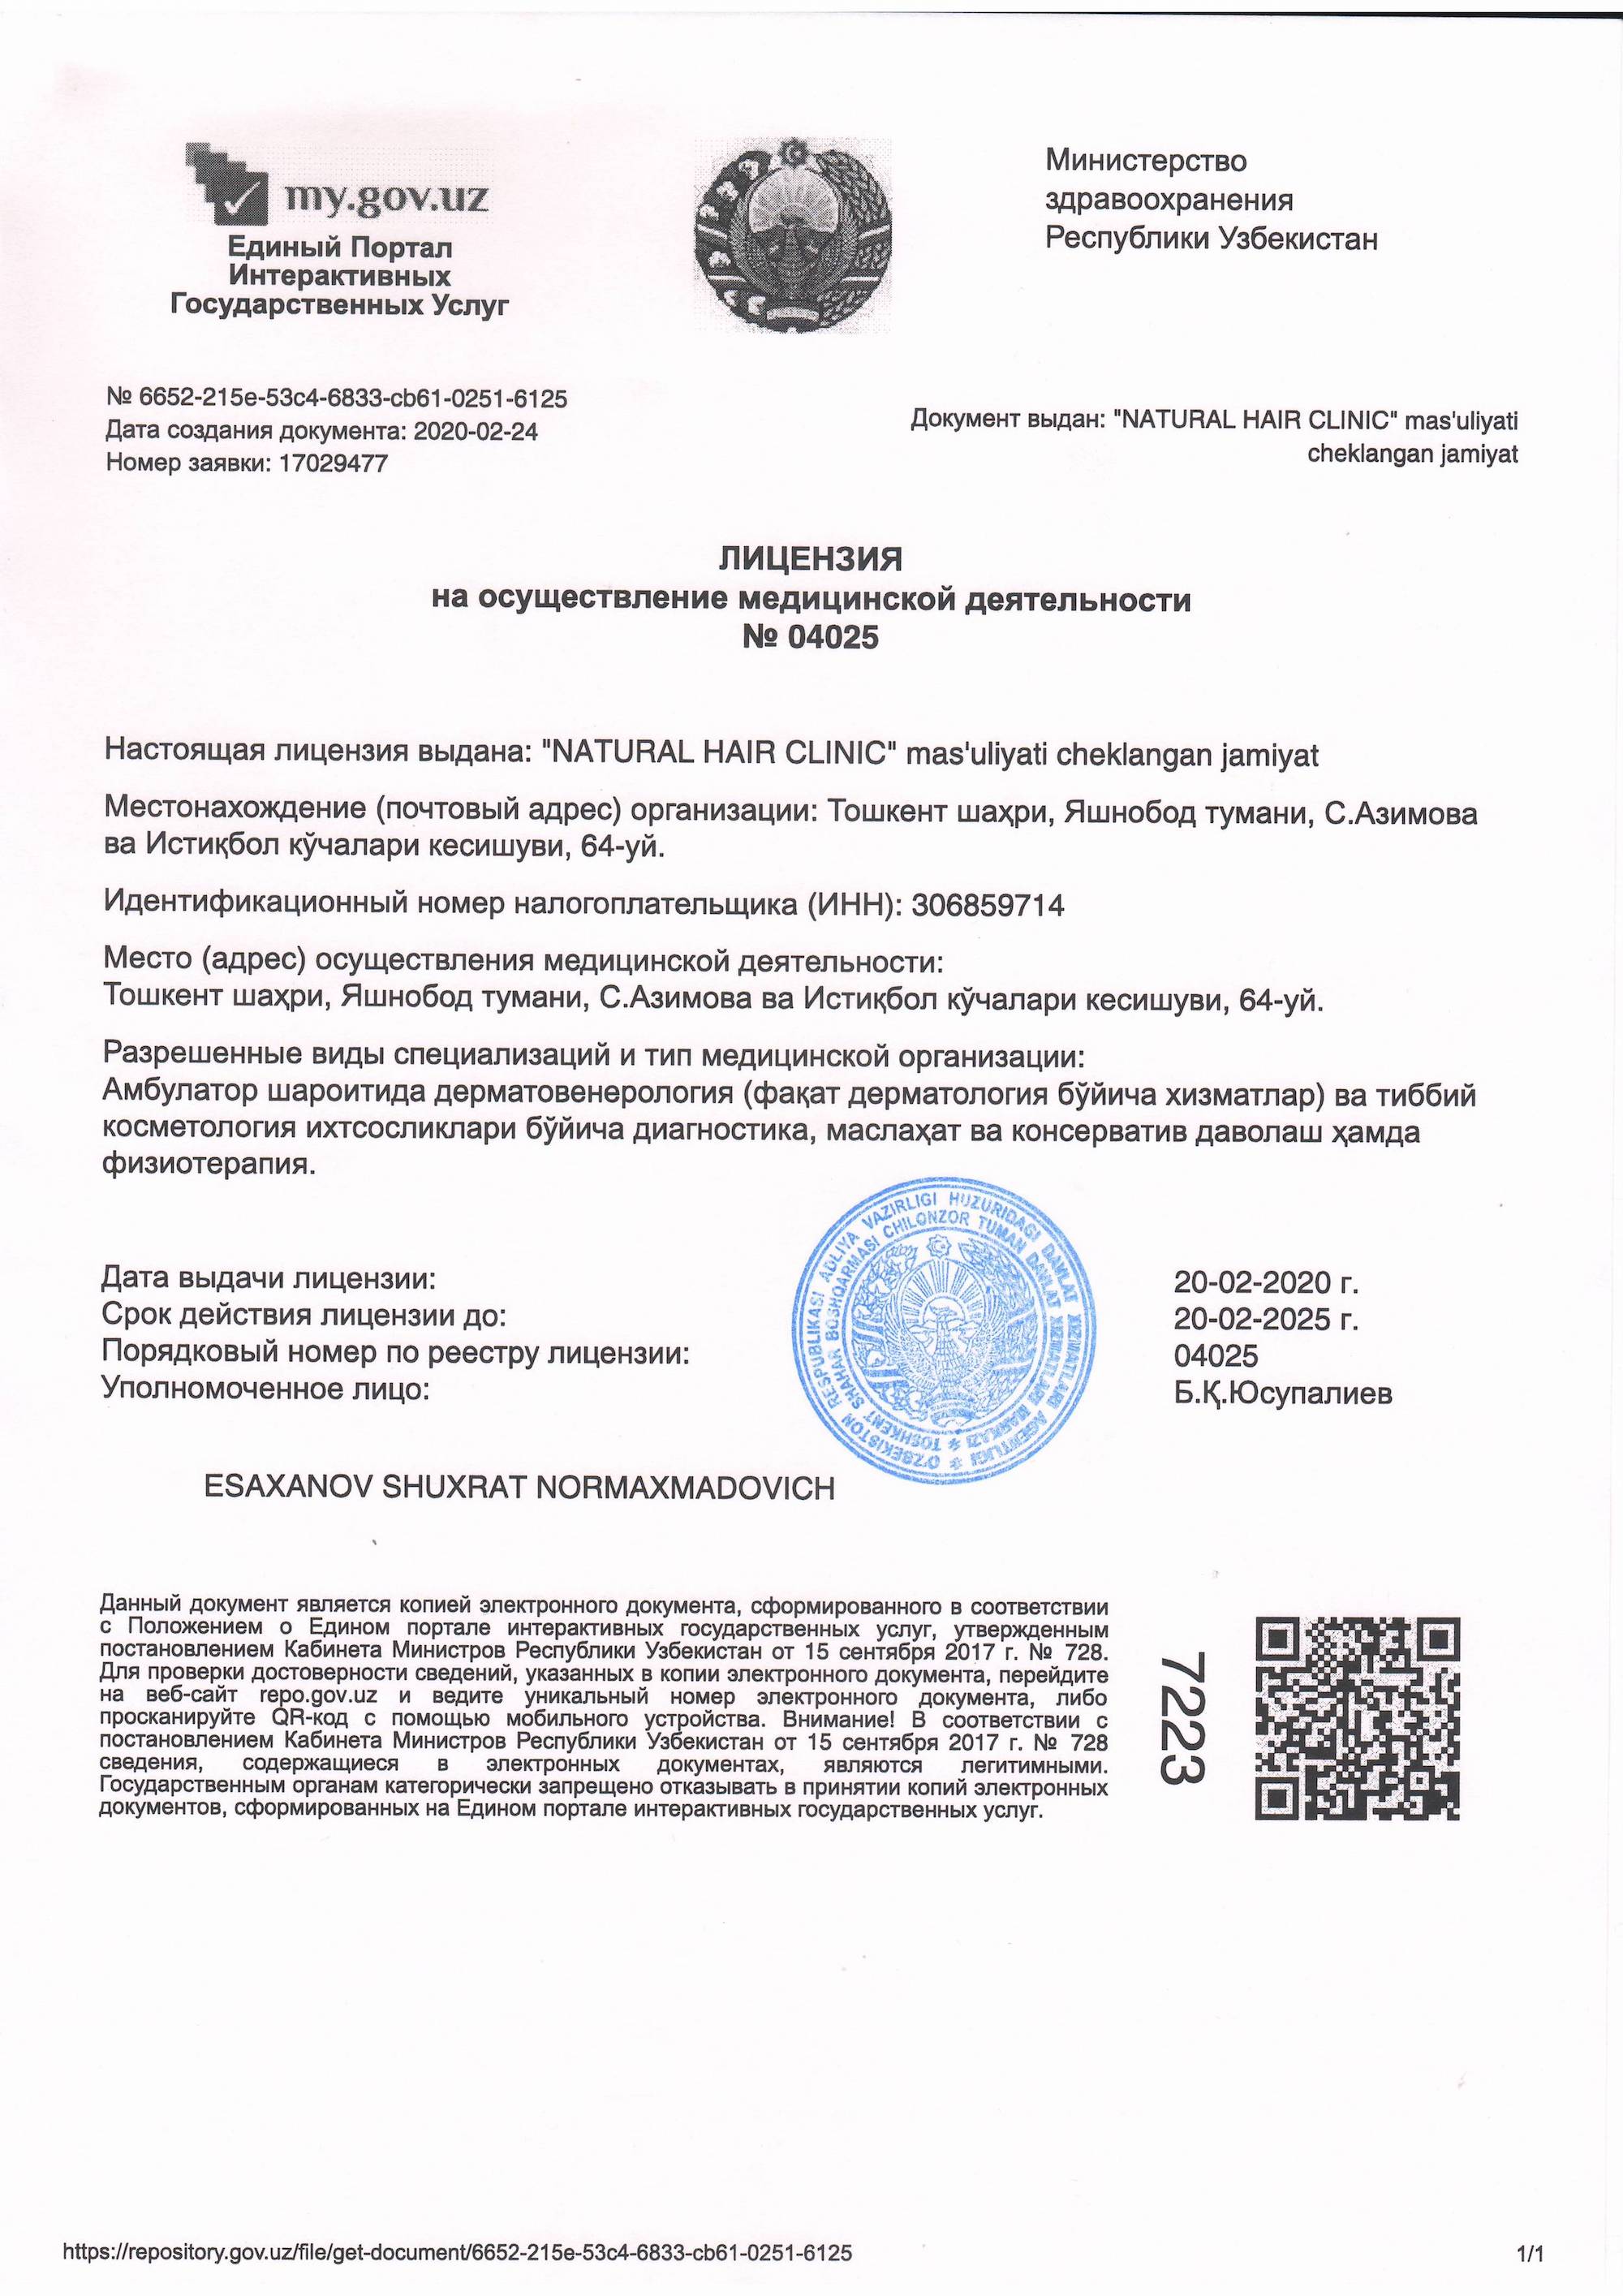 my.gov.uz
Единый Портал
Интерактивных
Государственных Услуг
Министерство
здравоохранения
Республики Узбекистан
№ 6652-215e-53c4-6833-cb61-0251-6125
Дата создания документа: 2020-02-24
Номер заявки: 17029477
Документ выдан: "NATURAL HAIR CLINIC" mas'uliyati
cheklangan jamiyat
ЛИЦЕНЗИЯ
на осуществление медицинской деятельности
№ 04025
Настоящая лицензия выдана: "NATURAL HAIR CLINIC" mas'uliyati cheklangan jamiyat
Местонахождение (почтовый адрес) организации: Тошкент шаҳри, Яшнобод тумани, С.Азимова
ва Истиқбол кўчалари кесишуви, 64-уй.
Идентификационный номер налогоплательщика (ИНН): 306859714
Место (адрес) осуществления медицинской деятельности:
Тошкент шаҳри, Яшнобод тумани, С.Азимова ва Истиқбол кўчалари кесишуви, 64-уй.
Разрешенные виды специализаций и тип медицинской организации:
Амбулатор шароитида дерматовенерология (фақат дерматология бўйича хизматлар) ва тиббий
косметология ихтсосликлари бўйича диагностика, маслаҳат ва консерватив даволаш ҳамда
физиотерапия.
Дата выдачи лицензии: 20-02-2020 г.
Срок действия лицензии до: 20-02-2025 г.
Порядковый номер по реестру лицензии: 04025
Уполномоченное лицо: Б.Қ.Юсупалиев
O'ZBEKISTON RESPUBLIKASI ADLIYA VAZIRLIGI HUZURIDAGI DAVLAT XIZMATLARI AGENTLIGI
TOSHKENT SHAHAR BOSHQARMASI CHILONZOR TUMAN DAVLAT XIZMATLARI MARKAZI
ESAXANOV SHUXRAT NORMAXMADOVICH
Данный документ является копией электронного документа, сформированного в соответствии
с Положением о Едином портале интерактивных государственных услуг, утвержденным
постановлением Кабинета Министров Республики Узбекистан от 15 сентября 2017 г. № 728.
Для проверки достоверности сведений, указанных в копии электронного документа, перейдите
на веб-сайт repo.gov.uz и ведите уникальный номер электронного документа, либо
просканируйте QR-код с помощью мобильного устройства. Внимание! В соответствии с
постановлением Кабинета Министров Республики Узбекистан от 15 сентября 2017 г. № 728
сведения, содержащиеся в электронных документах, являются легитимными.
Государственным органам категорически запрещено отказывать в принятии копий электронных
документов, сформированных на Едином портале интерактивных государственных услуг.
7223
https://repository.gov.uz/file/get-document/6652-215e-53c4-6833-cb61-0251-6125
1/1